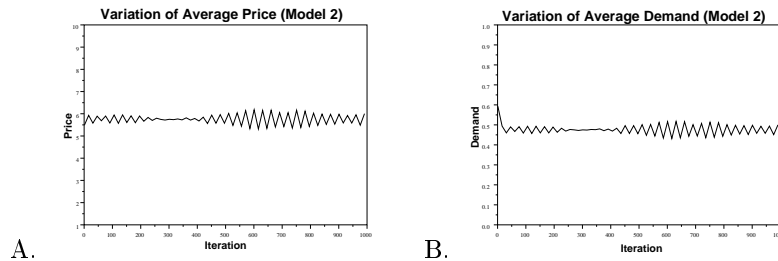 Variation of Average Price (Model 2)
10
9
8
7
6
5
4
3
2
1
Price
0 100 200 300 400 500 600 700 800 900 1000
Iteration
A.
Variation of Average Demand (Model 2)
1.0
0.9
0.8
0.7
0.6
0.5
0.4
0.3
0.2
0.1
0.0
Demand
0 100 200 300 400 500 600 700 800 900 100
Iteration
B.